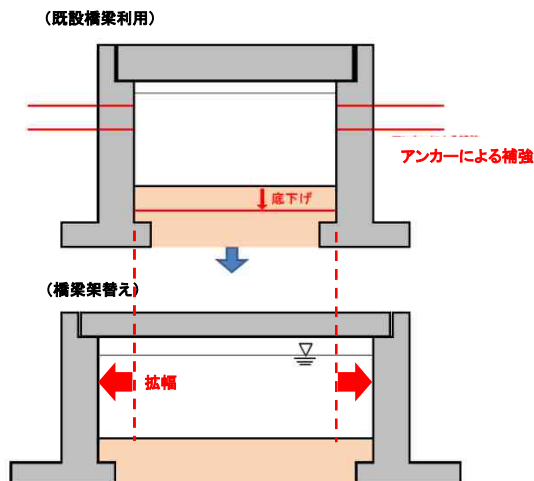 （既設橋梁利用）
アンカーによる補強
底下げ
（橋梁架替え）
拡幅